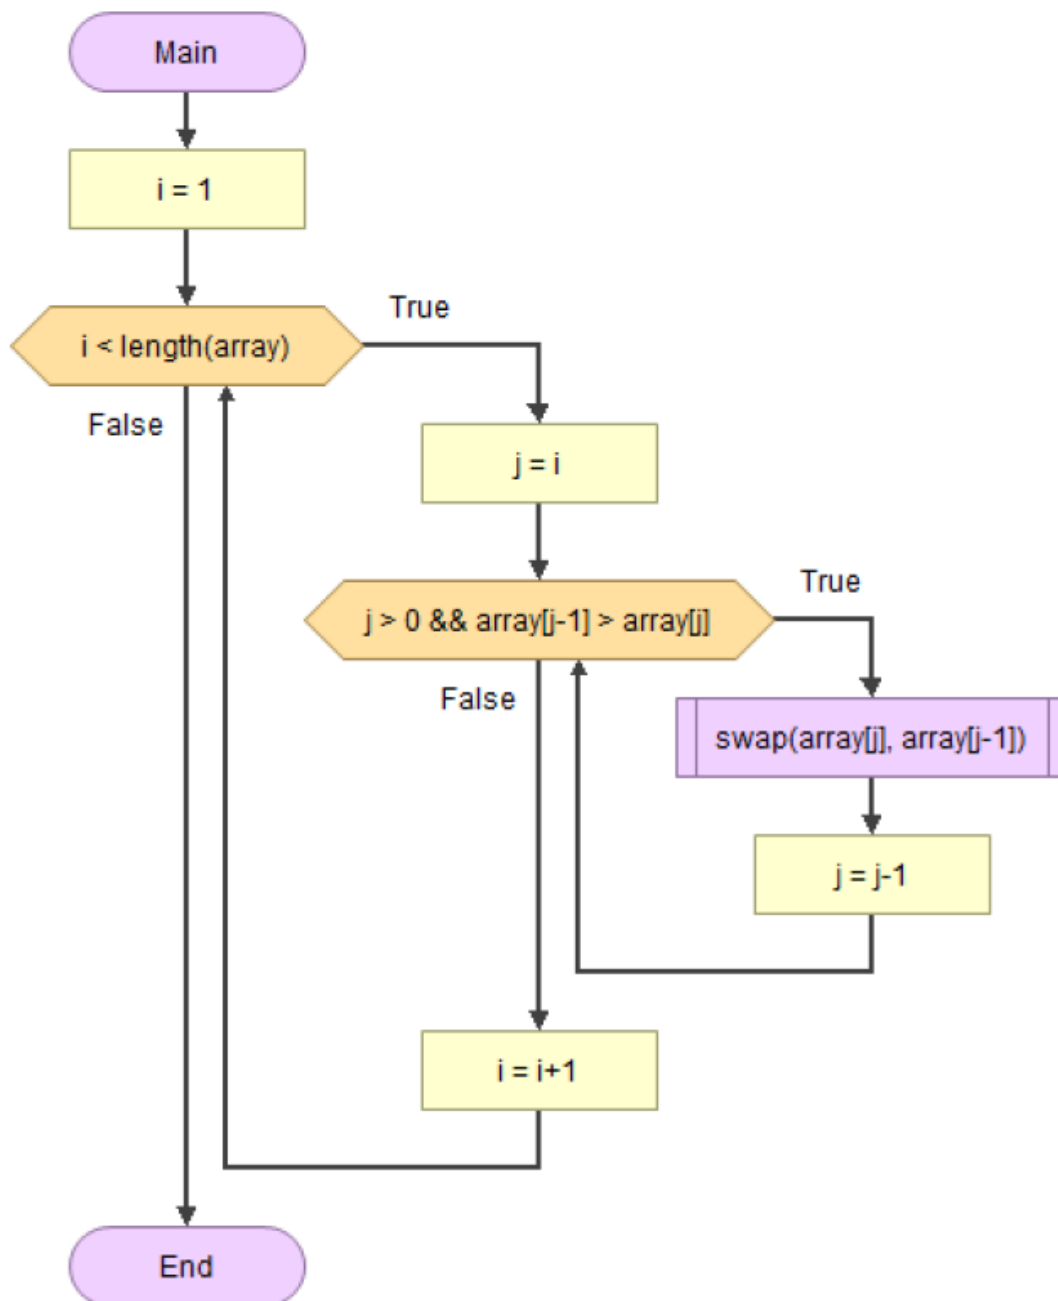 Main
i = 1
i < length(array)
True
False
j = i
j > 0 && array[j-1] > array[j]
True
False
swap(array[j], array[j-1])
j = j-1
i = i+1
End